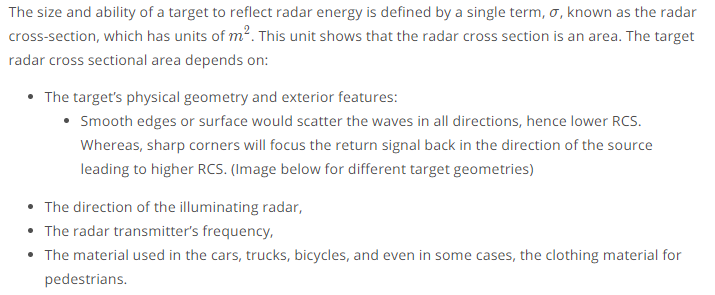 The size and ability of a target to reflect radar energy is defined by a single term, σ, known as the radar
cross-section, which has units of m². This unit shows that the radar cross section is an area. The target
radar cross sectional area depends on:
• The target's physical geometry and exterior features:
• Smooth edges or surface would scatter the waves in all directions, hence lower RCS.
Whereas, sharp corners will focus the return signal back in the direction of the source
leading to higher RCS. (Image below for different target geometries)
• The direction of the illuminating radar,
• The radar transmitter's frequency,
• The material used in the cars, trucks, bicycles, and even in some cases, the clothing material for
pedestrians.